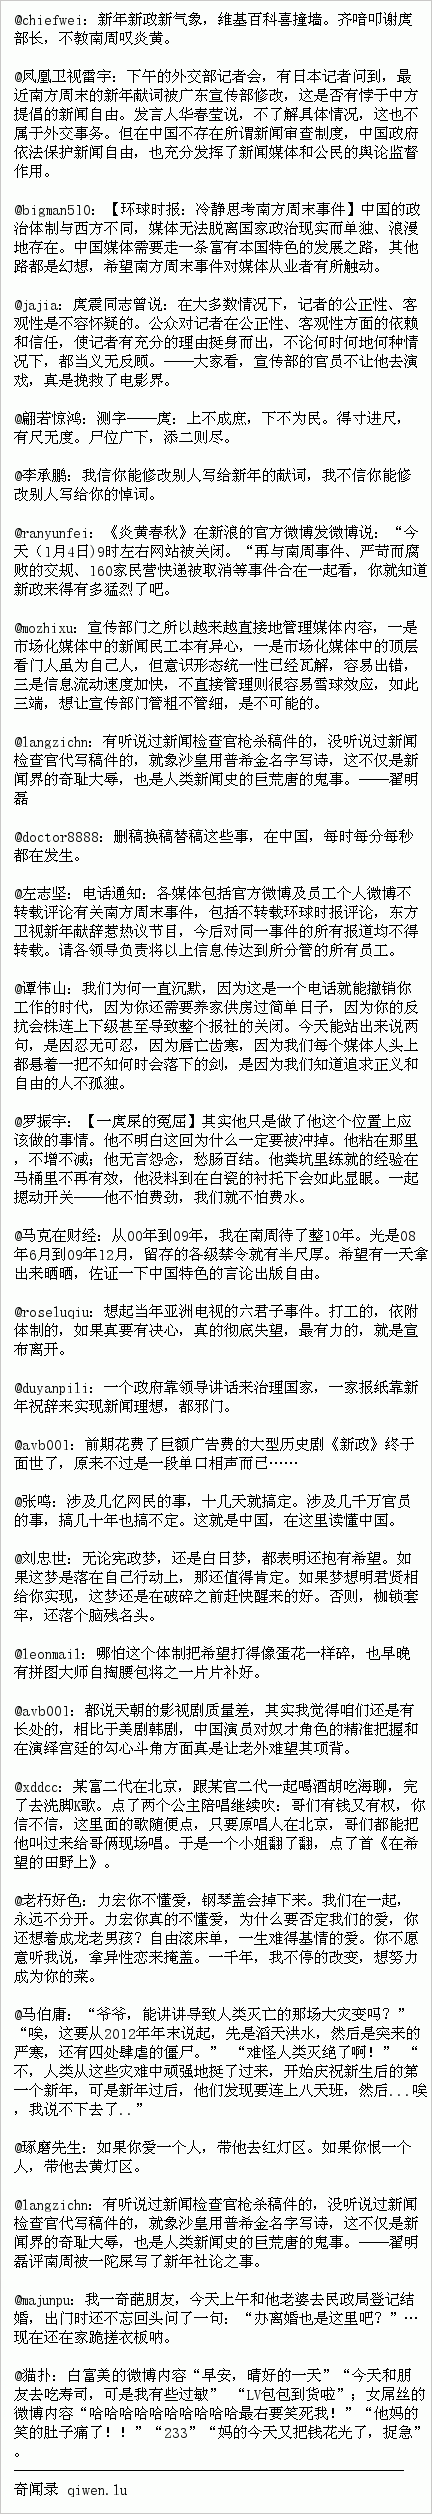 @chiefwei：新年新政新气象，维基百科喜撞墙。齐喑叩谢庹
部长，不教南周叹炎黄。
@凤凰卫视雷宇：下午的外交部记者会，有日本记者问到，最
近南方周末的新年献词被广东宣传部修改，这是否有悖于中方
提倡的新闻自由。发言人华春莹说，不了解具体情况，这也不
属于外交事务。但在中国不存在所谓新闻审查制度，中国政府
依法保护新闻自由，也充分发挥了新闻媒体和公民的舆论监督
作用。
@bigman510：【环球时报：冷静思考南方周末事件】中国的政
治体制与西方不同，媒体无法脱离国家政治现实而单独、浪漫
地存在。中国媒体需要走一条富有本国特色的发展之路，其他
路都是幻想，希望南方周末事件对媒体从业者有所触动。
@jajia：庹震同志曾说：在大多数情况下，记者的公正性、客
观性是不容怀疑的。公众对记者在公正性、客观性方面的依赖
和信任，使记者有充分的理由挺身而出，不论何时何地何种情
况下，都当义无反顾。——大家看，宣传部的官员不让他去演
戏，真是挽救了电影界。
@翩若惊鸿：测字——庹：上不成庶，下不为民。得寸进尺，
有尺无度。尸位广下，添二则尽。
@李承鹏：我信你能修改别人写给新年的献词，我不信你能修
改别人写给你的悼词。
@ranyunfei：《炎黄春秋》在新浪的官方微博发微博说：“今
天（1月4日)9时左右网站被关闭。“再与南周事件、严苛而腐
败的交规、160家民营快递被取消等事件合在一起看，你就知道
新政来得有多猛烈了吧。
@mozhixu：宣传部门之所以越来越直接地管理媒体内容，一是
市场化媒体中的新闻民工本有异心，一是市场化媒体中的顶层
看门人虽为自己人，但意识形态统一性已经瓦解，容易出错，
三是信息流动速度加快，不直接管理则很容易雪球效应，如此
三端，想让宣传部门管粗不管细，是不可能的。
@langzichn：有听说过新闻检查官枪杀稿件的，没听说过新闻
检查官代写稿件的，就象沙皇用普希金名字写诗，这不仅是新
闻界的奇耻大辱，也是人类新闻史的巨荒唐的鬼事。——翟明
磊
@doctor8888：删稿换稿替稿这些事，在中国，每时每分每秒
都在发生。
@左志坚：电话通知：各媒体包括官方微博及员工个人微博不
转载评论有关南方周末事件，包括不转载环球时报评论，东方
卫视新年献辞惹热议节目，今后对同一事件的所有报道均不得
转载。请各领导负责将以上信息传达到所分管的所有员工。
@谭伟山：我们为何一直沉默，因为这是一个电话就能撤销你
工作的时代，因为你还需要养家供房过简单日子，因为你的反
抗会株连上下级甚至导致整个报社的关闭。今天能站出来说两
句，是因忍无可忍，因为唇亡齿寒，因为我们每个媒体人头上
都悬着一把不知何时会落下的剑，是因为我们知道追求正义和
自由的人不孤独。
@罗振宇：【一庹屎的冤屈】其实他只是做了他这个位置上应
该做的事情。他不明白这回为什么一定要被冲掉。他粘在那里
，不增不减；他无言怨念，愁肠百结。他粪坑里练就的经验在
马桶里不再有效，他没料到在白瓷的衬托下会如此显眼。一起
摁动开关——他不怕费劲，我们就不怕费水。
@马克在财经：从00年到09年，我在南周待了整10年。光是08
年6月到09年12月，留存的各级禁令就有半尺厚。希望有一天拿
出来晒晒，佐证一下中国特色的言论出版自由。
@roseluqiu：想起当年亚洲电视的六君子事件。打工的，依附
体制的，如果真要有决心，真的彻底失望，最有力的，就是宣
布离开。
@duyanpili：一个政府靠领导讲话来治理国家，一家报纸靠新
年祝辞来实现新闻理想，都邪门。
@avb001：前期花费了巨额广告费的大型历史剧《新政》终于
面世了，原来不过是一段单口相声而已……
@张鸣：涉及几亿网民的事，十几天就搞定。涉及几千万官员
的事，搞几十年也搞不定。这就是中国，在这里读懂中国。
@刘忠世：无论宪政梦，还是白日梦，都表明还抱有希望。如
果这梦是落在自己行动上，那还值得肯定。如果梦想明君贤相
给你实现，这梦还是在破碎之前赶快醒来的好。否则，枷锁套
牢，还落个脑残名头。
@leonmail：哪怕这个体制把希望打得像蛋花一样碎，也早晚
有拼图大师自掏腰包将之一片片补好。
@avb001：都说天朝的影视剧质量差，其实我觉得咱们还是有
长处的，相比于美剧韩剧，中国演员对奴才角色的精准把握和
在演绎宫廷的勾心斗角方面真是让老外难望其项背。
@xddcc：某富二代在北京，跟某官二代一起喝酒胡吃海聊，完
了去洗脚K歌。点了两个公主陪唱继续吹：哥们有钱又有权，你
信不信，这里面的歌随便点，只要原唱人在北京，哥们都能把
他叫过来给哥俩现场唱。于是一个小姐翻了翻，点了首《在希
望的田野上》。
@老朽好色：力宏你不懂爱，钢琴盖会掉下来。我们在一起，
永远不分开。力宏你真的不懂爱，为什么要否定我们的爱，你
还想着成龙老男孩？自由滚床单，一生难得基情的爱。你不愿
意听我说，拿异性恋来掩盖。一千年，我不停的改变，想努力
成为你的菜。
@马伯庸：“爷爷，能讲讲导致人类灭亡的那场大灾变吗？”
“唉，这要从2012年年末说起，先是滔天洪水，然后是突来的
严寒，还有四处肆虐的僵尸。”　“难怪人类灭绝了啊！”　“
不，人类从这些灾难中顽强地挺了过来，开始庆祝新生后的第
一个新年，可是新年过后，他们发现要连上八天班，然后...唉
，我说不下去了..”
@琢磨先生：如果你爱一个人，带他去红灯区。如果你恨一个
人，带他去黄灯区。
@langzichn：有听说过新闻检查官枪杀稿件的，没听说过新闻
检查官代写稿件的，就象沙皇用普希金名字写诗，这不仅是新
闻界的奇耻大辱，也是人类新闻史的巨荒唐的鬼事。——翟明
磊评南周被一陀屎写了新年社论之事。
@majunpu：我一奇葩朋友，今天上午和他老婆去民政局登记结
婚，出门时还不忘回头问了一句：“办离婚也是这里吧？”…
现在还在家跪搓衣板呐。
@猫扑：白富美的微博内容“早安，晴好的一天”“今天和朋
友去吃寿司，可是我有些过敏”　“LV包包到货啦”；女屌丝的
微博内容“哈哈哈哈哈哈哈哈哈哈最右要笑死我！”“他妈的
笑的肚子痛了！！”“233”“妈的今天又把钱花光了，捉急”
。
奇闻录 qiwen.lu